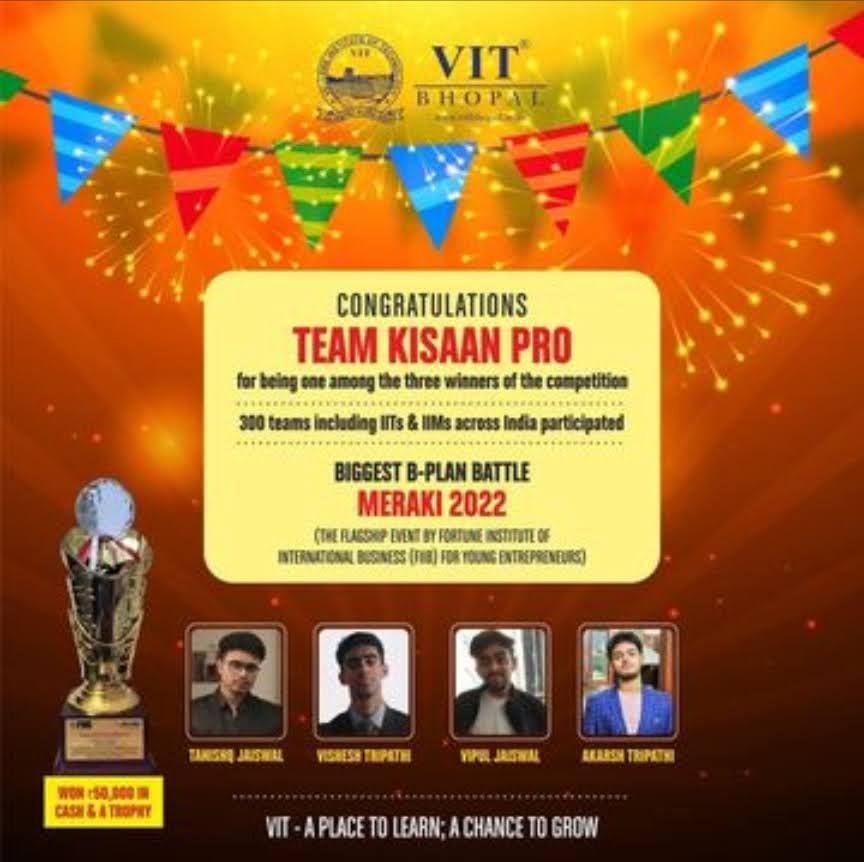 VIT
BHOPAL
CONGRATULATIONS
TEAM KISAAN PRO
for being one among the three winners of the competition
300 teams including IITs & IIMs across India participated
BIGGEST B-PLAN BATTLE
MERAKI 2022
(THE FLAGSHIP EVENT BY FORTUNE INSTITUTE OF
INTERNATIONAL BUSINESS (FIIB) FOR YOUNG ENTREPRENEURS)
TANISHQ JAISWAL
VISHESH TRIPATHI
VIPUL JAISWAL
AKARSH TRIPATHI
WON ₹50,000 IN
CASH & A TROPHY
VIT - A PLACE TO LEARN; A CHANCE TO GROW